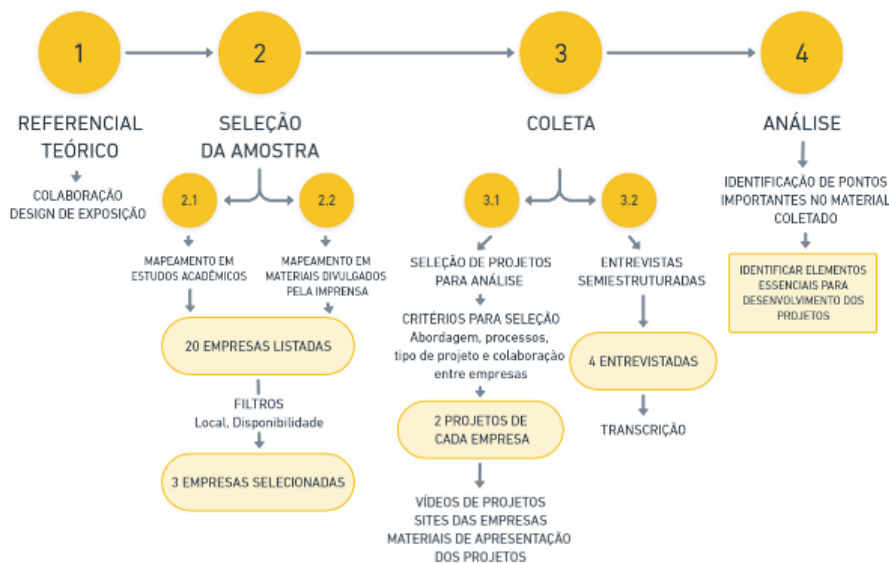 1
REFERENCIAL
TEÓRICO
COLABORAÇÃO
DESIGN DE EXPOSIÇÃO
2
SELEÇÃO
DA AMOSTRA
2.1
MAPEAMENTO EM
ESTUDOS ACADÊMICOS
2.2
MAPEAMENTO EM
MATERIAIS DIVULGADOS
PELA IMPRENSA
20 EMPRESAS LISTADAS
FILTROS
Local, Disponibilidade
3 EMPRESAS SELECIONADAS
3
COLETA
3.1
SELEÇÃO DE PROJETOS
PARA ANÁLISE
CRITÉRIOS PARA SELEÇÃO
Abordagem, processos,
tipo de projeto e colaboração
entre empresas
2 PROJETOS DE
CADA EMPRESA
VÍDEOS DE PROJETOS
SITES DAS EMPRESAS
MATERIAIS DE APRESENTAÇÃO
DOS PROJETOS
3.2
ENTREVISTAS
SEMIESTRUTURADAS
4 ENTREVISTADAS
TRANSCRIÇÃO
4
ANÁLISE
IDENTIFICAÇÃO DE PONTOS
IMPORTANTES NO MATERIAL
COLETADO
IDENTIFICAR ELEMENTOS
ESSENCIAIS PARA
DESENVOLVIMENTO DOS
PROJETOS